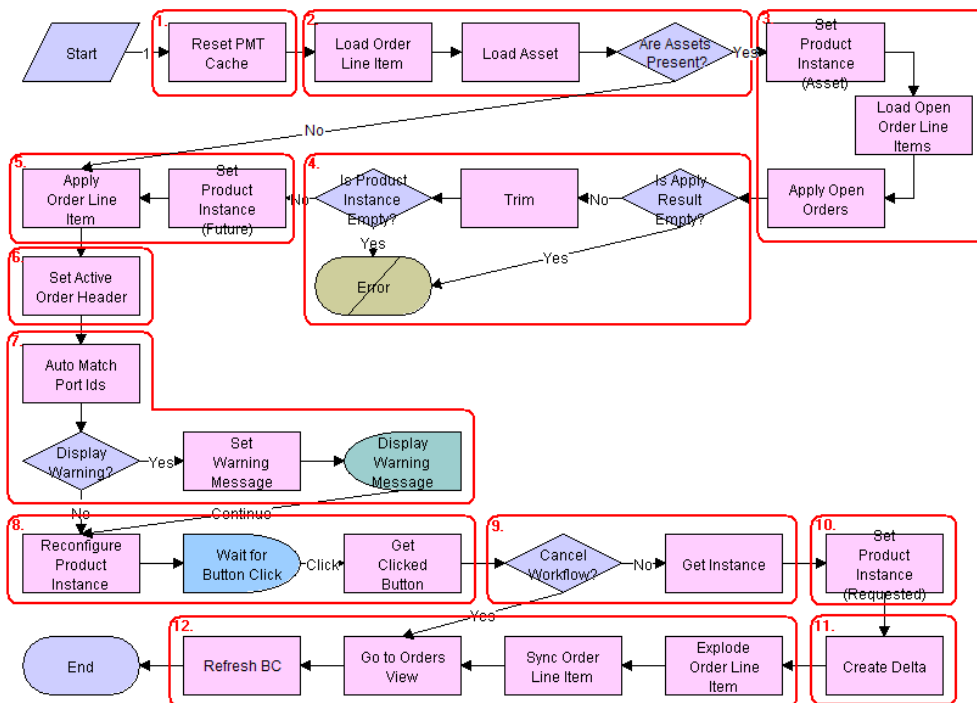 1.
2.
3.
Start
1
Reset PMT
Cache
Load Order
Line Item
Load Asset
Are Assets
Present?
Yes
Set
Product
Instance
(Asset)
Load Open
Order Line
Items
No
5.
4.
Apply
Order Line
Item
Set
Product
Instance
(Future)
No
Is Product
Instance
Empty?
Trim
No
Is Apply
Result
Empty?
Apply Open
Orders
Yes
Yes
Error
6.
Set Active
Order Header
7.
Auto Match
Port Ids
Display
Warning?
Yes
Set
Warning
Message
Display
Warning
Message
No
Continue
8.
9.
10.
Reconfigure
Product
Instance
Wait for
Button Click
Click
Get
Clicked
Button
Cancel
Workflow?
No
Get Instance
Set
Product
Instance
(Requested)
Yes
12.
11.
End
Refresh BC
Go to Orders
View
Sync Order
Line Item
Explode
Order Line
Item
Create Delta